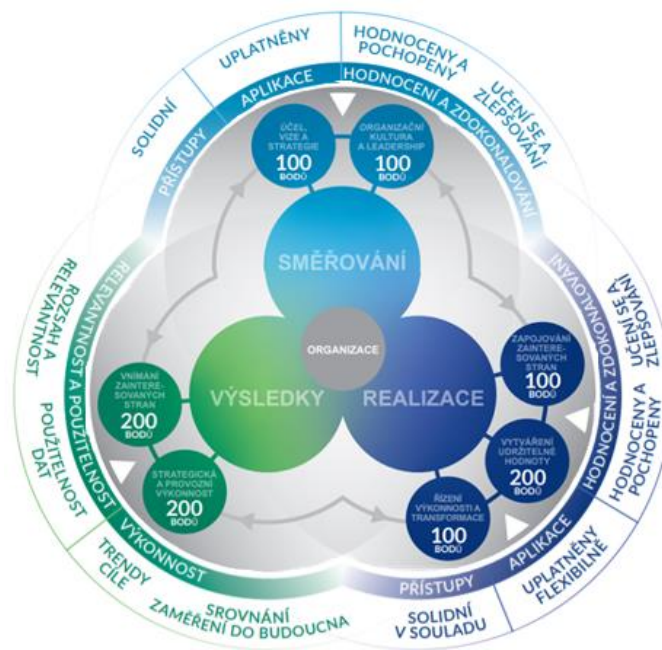 SOLIDNÍ
UPLATNĚNY
HODNOCENY A
POCHOPENY
UČENÍ SE A
ZLEPŠOVÁNÍ
PŘÍSTUPY
APLIKACE
HODNOCENÍ A ZDOKONALOVÁNÍ
ÚČEL,
VIZE A
STRATEGIE
100
BODŮ
ORGANIZAČNÍ
KULTURA
A LEADERSHIP
100
BODŮ
SMĚŘOVÁNÍ
ORGANIZACE
VÝSLEDKY
REALIZACE
ROZSAH A
RELEVANTNOST
POUŽITELNOST
DAT
RELEVANTNOST A POUŽITELNOST
VNÍMÁNÍ
ZAINTERE-
SOVANÝCH
STRAN
200
BODŮ
STRATEGICKÁ
A PROVOZNÍ
VÝKONNOST
200
BODŮ
VÝKONNOST
TRENDY
CÍLE
SROVNÁNÍ
ZAMĚŘENÍ DO BUDOUCNA
ZAPOJOVÁNÍ
ZAINTERE-
SOVANÝCH
STRAN
100
BODŮ
VYTVÁŘENÍ
UDRŽITELNÉ
HODNOTY
200
BODŮ
ŘÍZENÍ
VÝKONNOSTI A
TRANSFORMACE
100
BODŮ
HODNOCENÍ A ZDOKONALOVÁNÍ
UČENÍ SE A
ZLEPŠOVÁNÍ
HODNOCENY A
POCHOPENY
APLIKACE
UPLATNĚNY
FLEXIBILNĚ
PŘÍSTUPY
SOLIDNÍ
V SOULADU